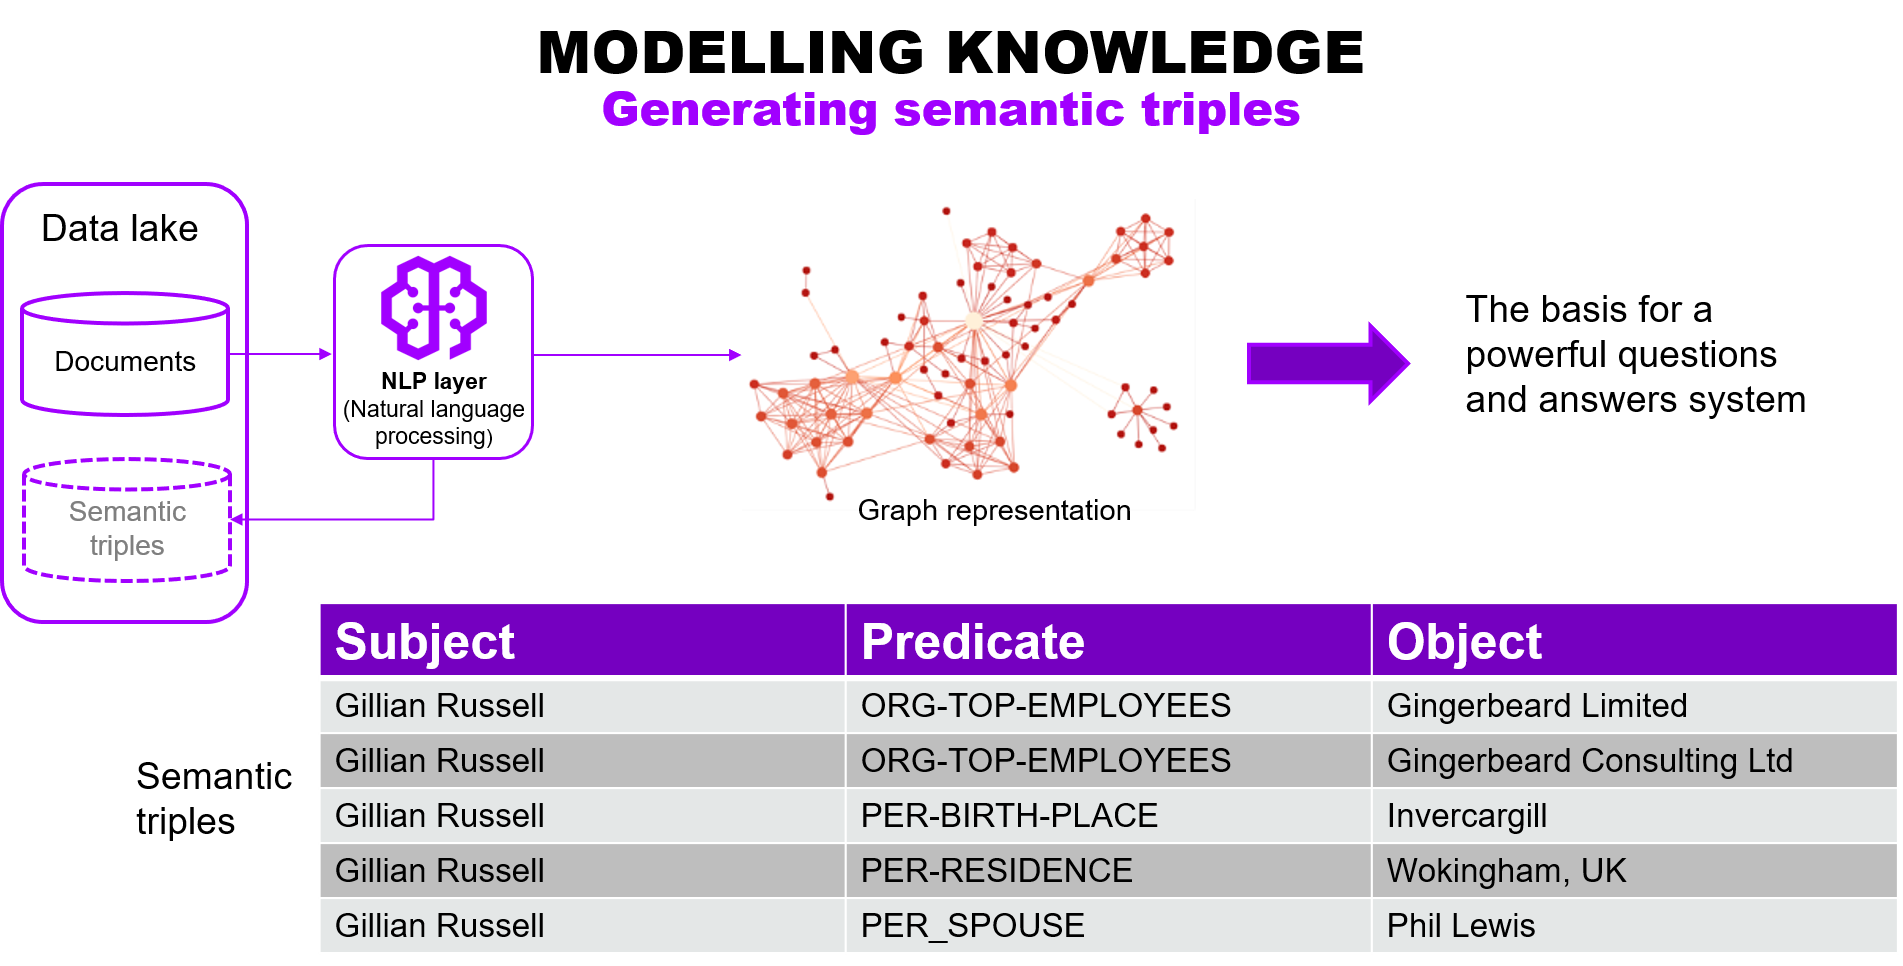 MODELLING KNOWLEDGE
Generating semantic triples
Data lake
Documents
Semantic
triples
NLP layer
(Natural language
processing)
Graph representation
The basis for a
powerful questions
and answers system
Semantic
triples
Subject Predicate Object
Gillian Russell ORG-TOP-EMPLOYEES Gingerbeard Limited
Gillian Russell ORG-TOP-EMPLOYEES Gingerbeard Consulting Ltd
Gillian Russell PER-BIRTH-PLACE Invercargill
Gillian Russell PER-RESIDENCE Wokingham, UK
Gillian Russell PER_SPOUSE Phil Lewis